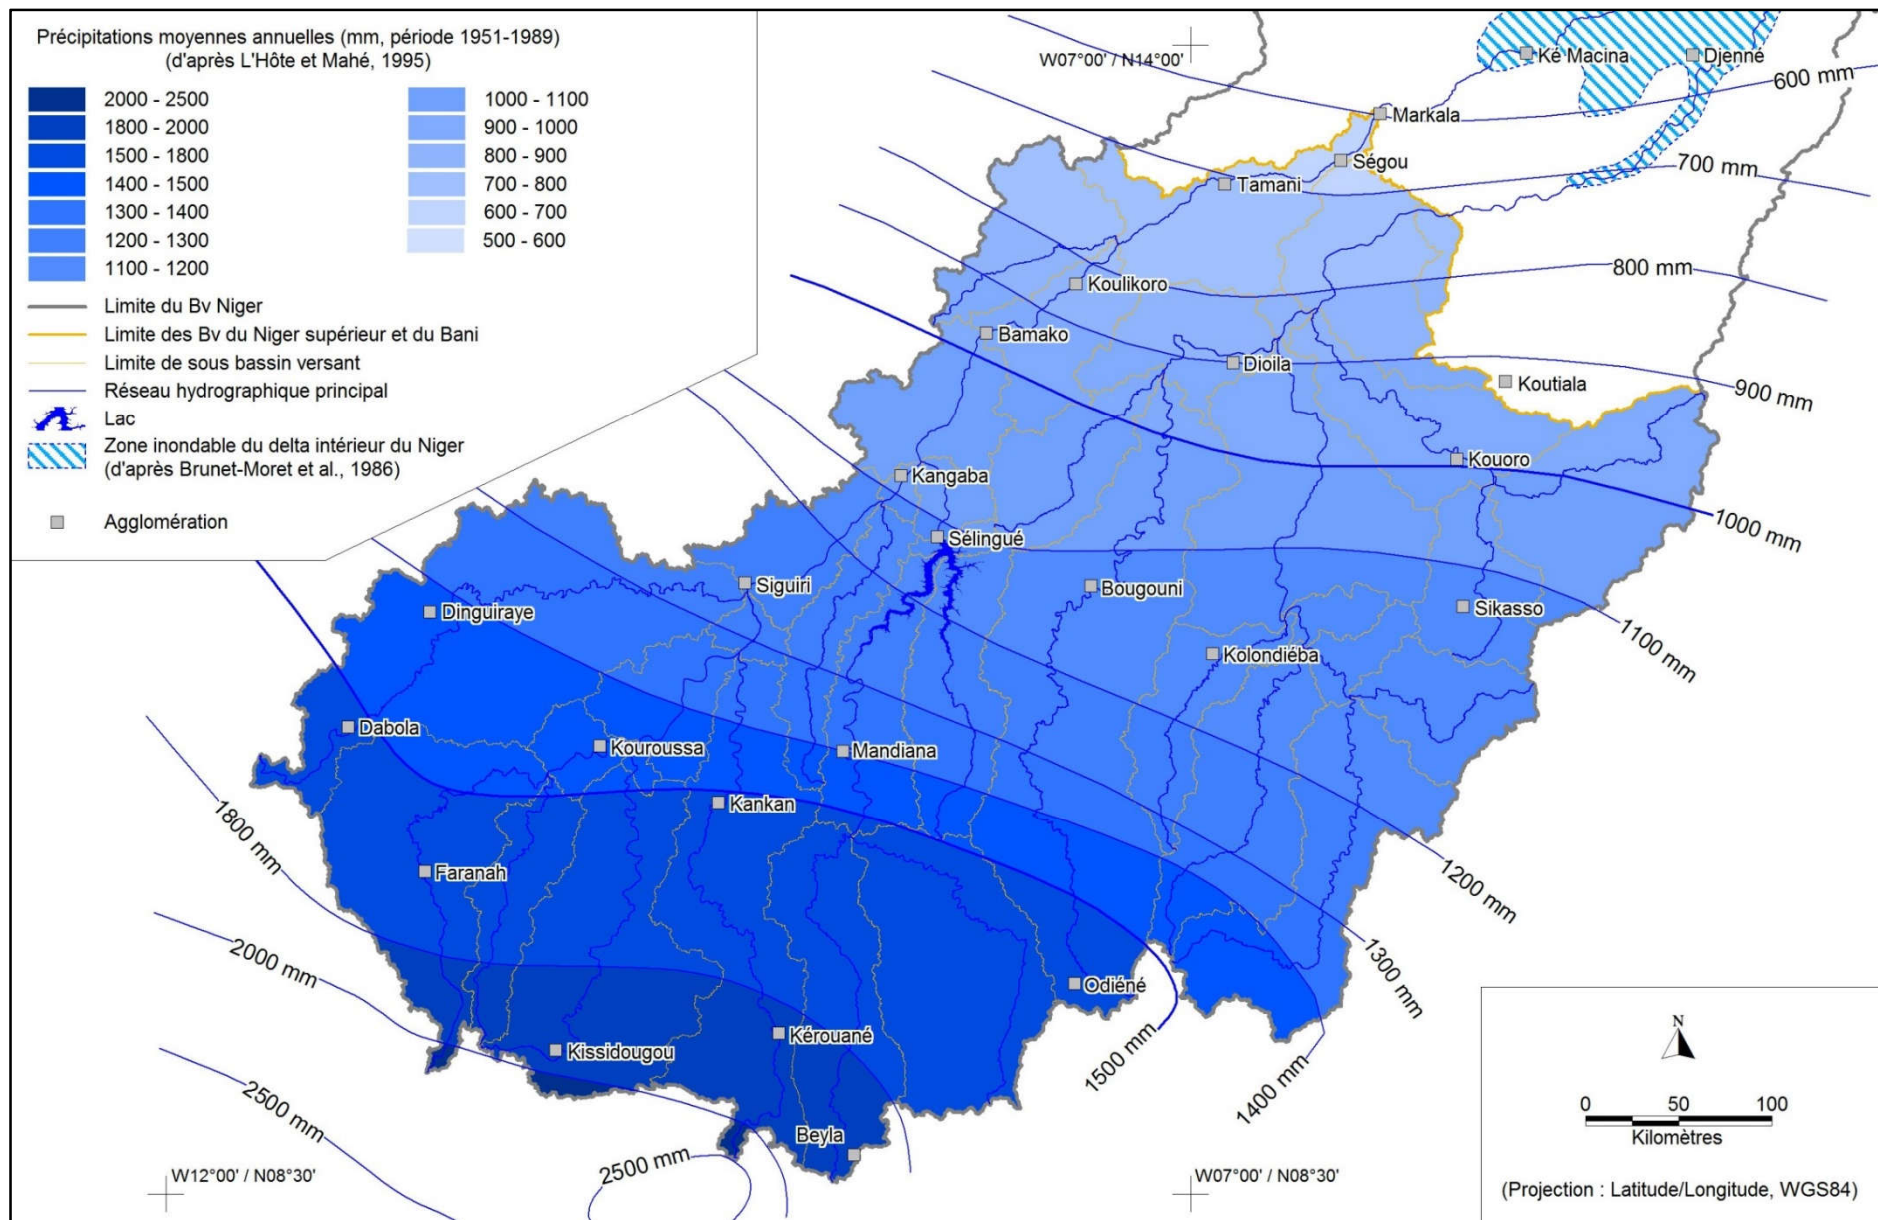 Précipitations moyennes annuelles (mm, période 1951-1989)
(d'après L'Hôte et Mahé, 1995)
2000 - 2500
1800 - 2000
1500 - 1800
1400 - 1500
1300 - 1400
1200 - 1300
1100 - 1200
1000 - 1100
900 - 1000
800 - 900
700 - 800
600 - 700
500 - 600
Limite du Bv Niger
Limite des Bv du Niger supérieur et du Bani
Limite de sous bassin versant
Réseau hydrographique principal
Lac
Zone inondable du delta intérieur du Niger
(d'après Brunet-Moret et al., 1986)
Agglomération
W07°00' / N14°00'
Ké Macina
Djenné
600 mm
Markala
Ségou
700 mm
Tamani
800 mm
Koulikoro
Bamako
Dioila
Koutiala
900 mm
Kouoro
Kangaba
1000 mm
Sélingué
Siguiri
Bougouni
Dinguiraye
Sikasso
1100 mm
Kolondiéba
Dabola
Kouroussa
Mandiana
Kankan
1800 mm
Faranah
1200 mm
2000 mm
1300 mm
Odiéné
Kérouané
Kissidougou
1500 mm
1400 mm
2500 mm
Beyla
2500 mm
W12°00' / N08°30'
W07°00' / N08°30'
N
0 50 100
Kilomètres
(Projection : Latitude/Longitude, WGS84)